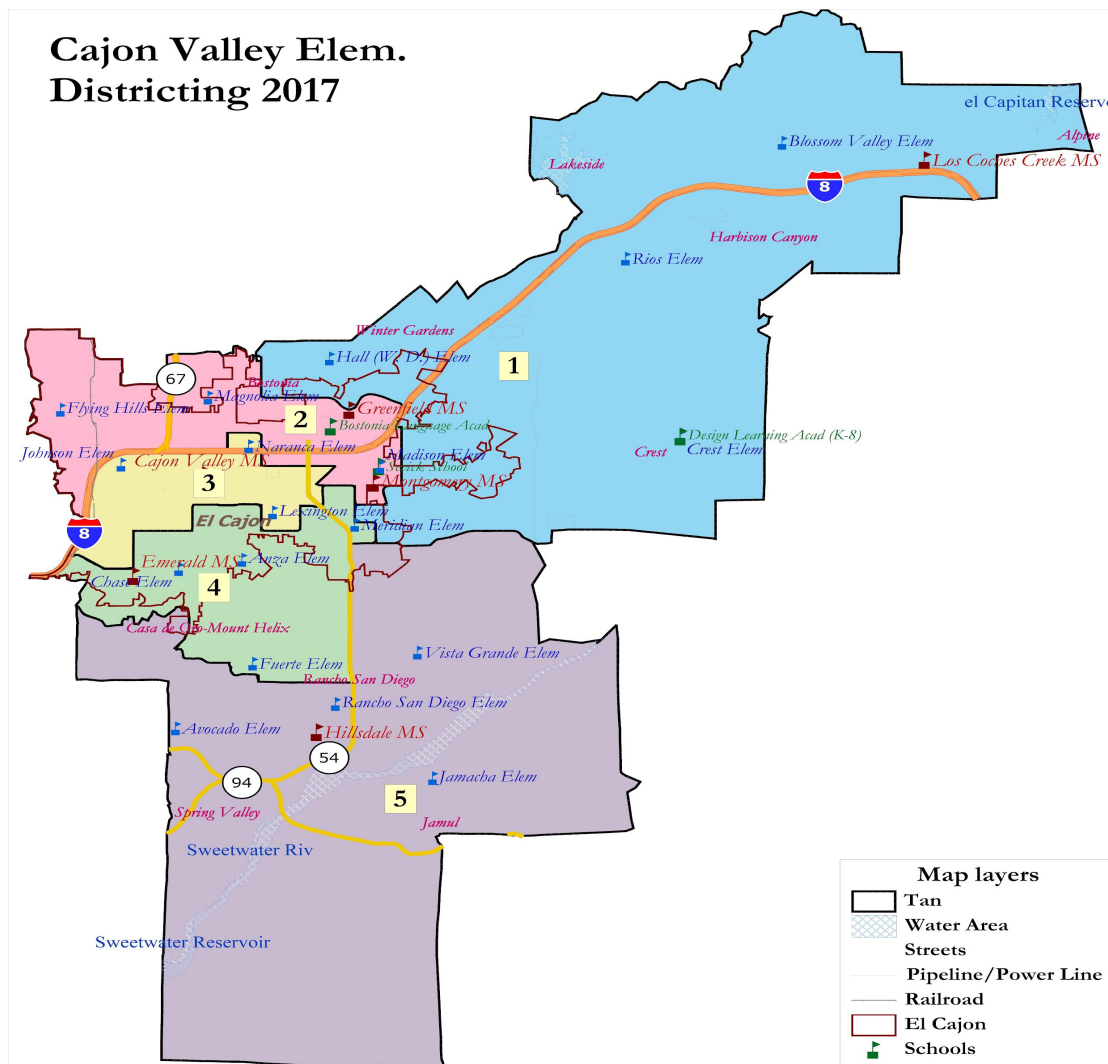 Cajon Valley Elem.
Districting 2017
el Capitan Reservo
Alpine
Blossom Valley Elem
Los Coches Creek MS
Lakeside
8
Harbison Canyon
Rios Elem
Winter Gardens
Hall (W. D.) Elem
1
67
Bostonia
Magnolia Elem
Flying Hills Elem
Greenfield MS
2
Bostonia Language Acad
Design Learning Acad (K-8)
Crest
Crest Elem
Naranca Elem
Johnson Elem
Cajon Valley MS
Madison Elem
Montgomery MS
3
Lexington Elem
El Cajon
Meridian Elem
8
Emerald MS
Anza Elem
Chase Elem
4
Casa de Oro-Mount Helix
Fuerte Elem
Vista Grande Elem
Rancho San Diego
Rancho San Diego Elem
Avocado Elem
Hillsdale MS
54
94
Jamacha Elem
5
Spring Valley
Jamul
Sweetwater Riv
Sweetwater Reservoir
Map layers
Tan
Water Area
Streets
Pipeline/Power Line
Railroad
El Cajon
Schools